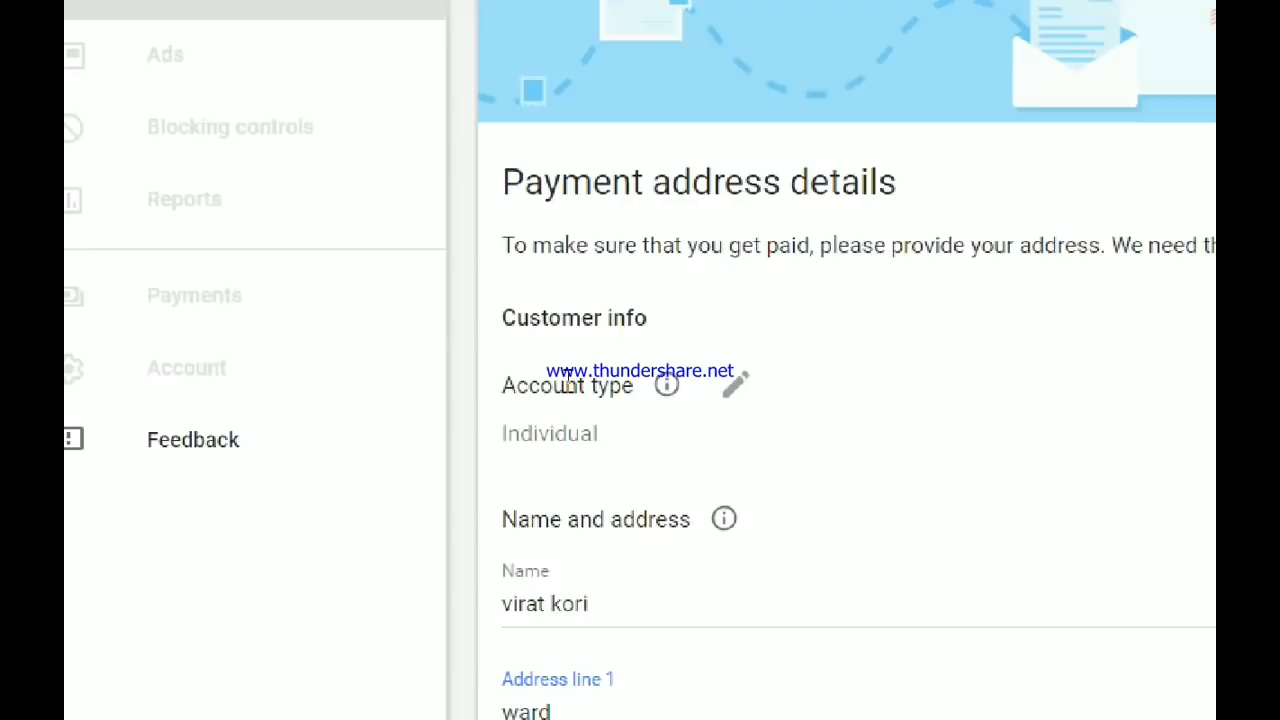 Ads
Blocking controls
Reports
Payments
Account
Feedback
Payment address details
To make sure that you get paid, please provide your address. We need
Customer info
www.thundershare.net
Account type
Individual
Name and address
Name
virat kori
Address line 1
ward